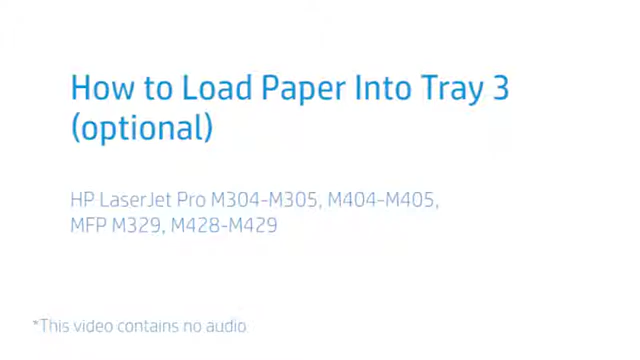 How to Load Paper Into Tray 3
(optional)
HP LaserJet Pro M304-M305, M404-M405,
MFP M329, M428-M429
*This video contains no audio